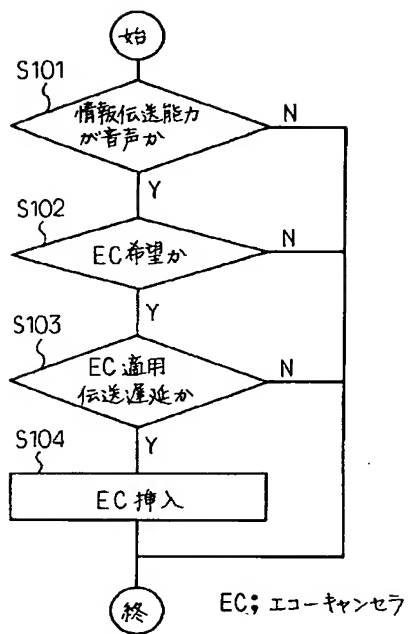 始
S101
情報伝送能力
が音声か
N
Y
S102
EC希望か
N
Y
S103
EC適用
伝送遅延か
N
Y
S104
EC挿入
終
EC; エコーキャンセラ